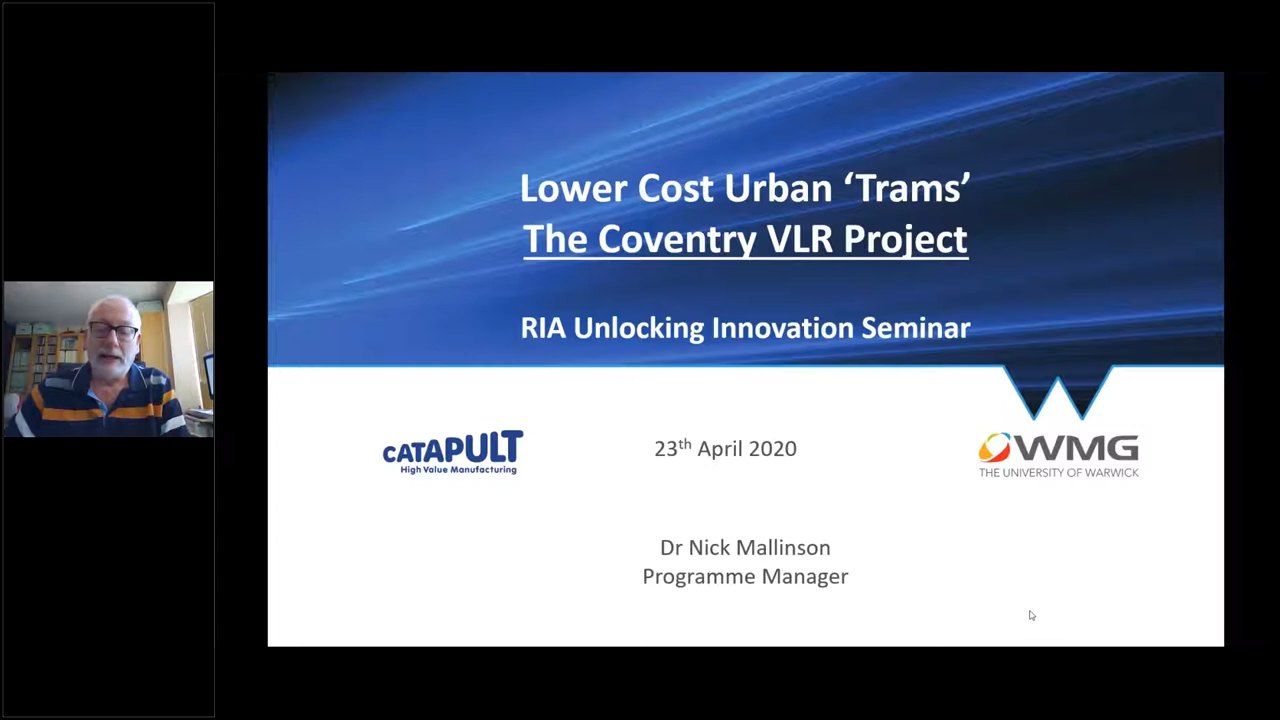 Lower Cost Urban ‘Trams’
The Coventry VLR Project
RIA Unlocking Innovation Seminar
CATAPULT
High Value Manufacturing
23th April 2020
WMG
THE UNIVERSITY OF WARWICK
Dr Nick Mallinson
Programme Manager